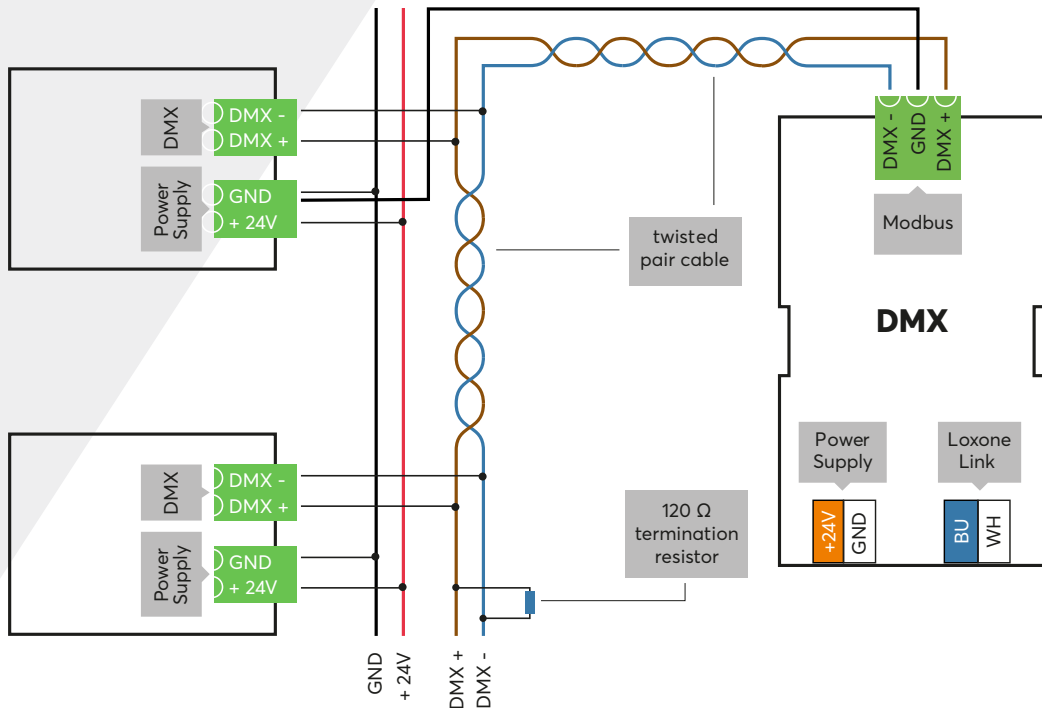 DMX
DMX -
DMX +
Power
Supply
GND
+ 24V
twisted
pair cable
DMX -
GND
DMX +
Modbus
DMX
Power
Supply
Loxone
Link
+24V
GND
BU
WH
DMX
DMX -
DMX +
Power
Supply
GND
+ 24V
120 Ω
termination
resistor
GND
+ 24V
DMX +
DMX -